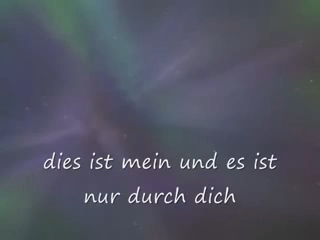 dies ist mein und es ist
nur durch dich